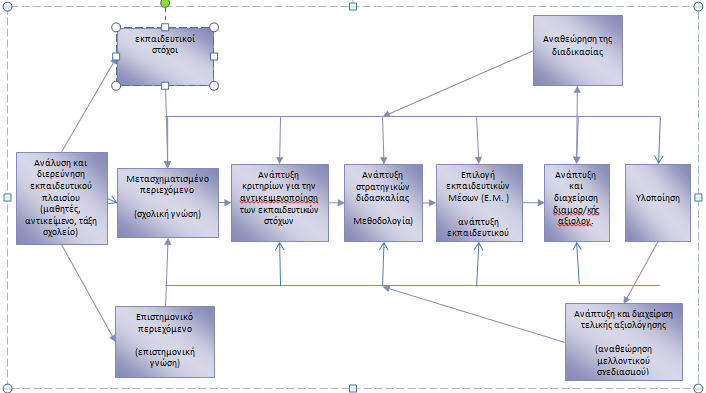 εκπαιδευτικοί
στόχοι
Αναθεώρηση της
διαδικασίας
Ανάλυση και
διερεύνηση
εκπαιδευτικού
πλαισίου
(μαθητές,
αντικείμενο, τάξη
σχολείο)
Μετασχηματισμένο
περιεχόμενο
(σχολική γνώση)
Ανάπτυξη
κριτηρίων για την
αντικειμενοποίηση
των εκπαιδευτικών
στόχων
Ανάπτυξη
στρατηγικών
διδασκαλίας
Μεθοδολογία)
Επιλογή
εκπαιδευτικών
Μέσων (Ε.Μ. )
ανάπτυξη
εκπαιδευτικού
Ανάπτυξη
και
διαχείριση
διαμορ/κής
αξιολογ.
Υλοποίηση
Επιστημονικό
περιεχόμενο
(επιστημονική
γνώση)
Ανάπτυξη και διαχείριση
τελικής αξιολόγησης
(αναθεώρηση
μελλοντικού
σχεδιασμού)